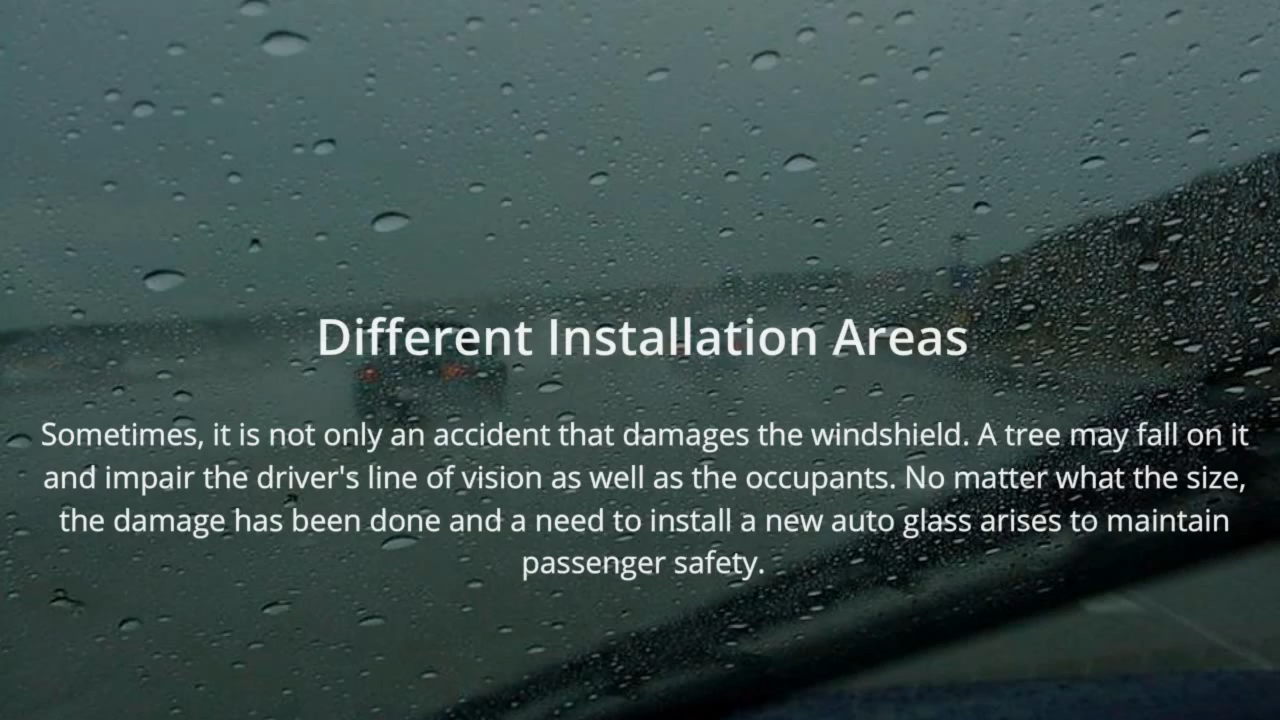 Different Installation Areas
Sometimes, it is not only an accident that damages the windshield. A tree may fall on it
and impair the driver's line of vision as well as the occupants. No matter what the size,
the damage has been done and a need to install a new auto glass arises to maintain
passenger safety.